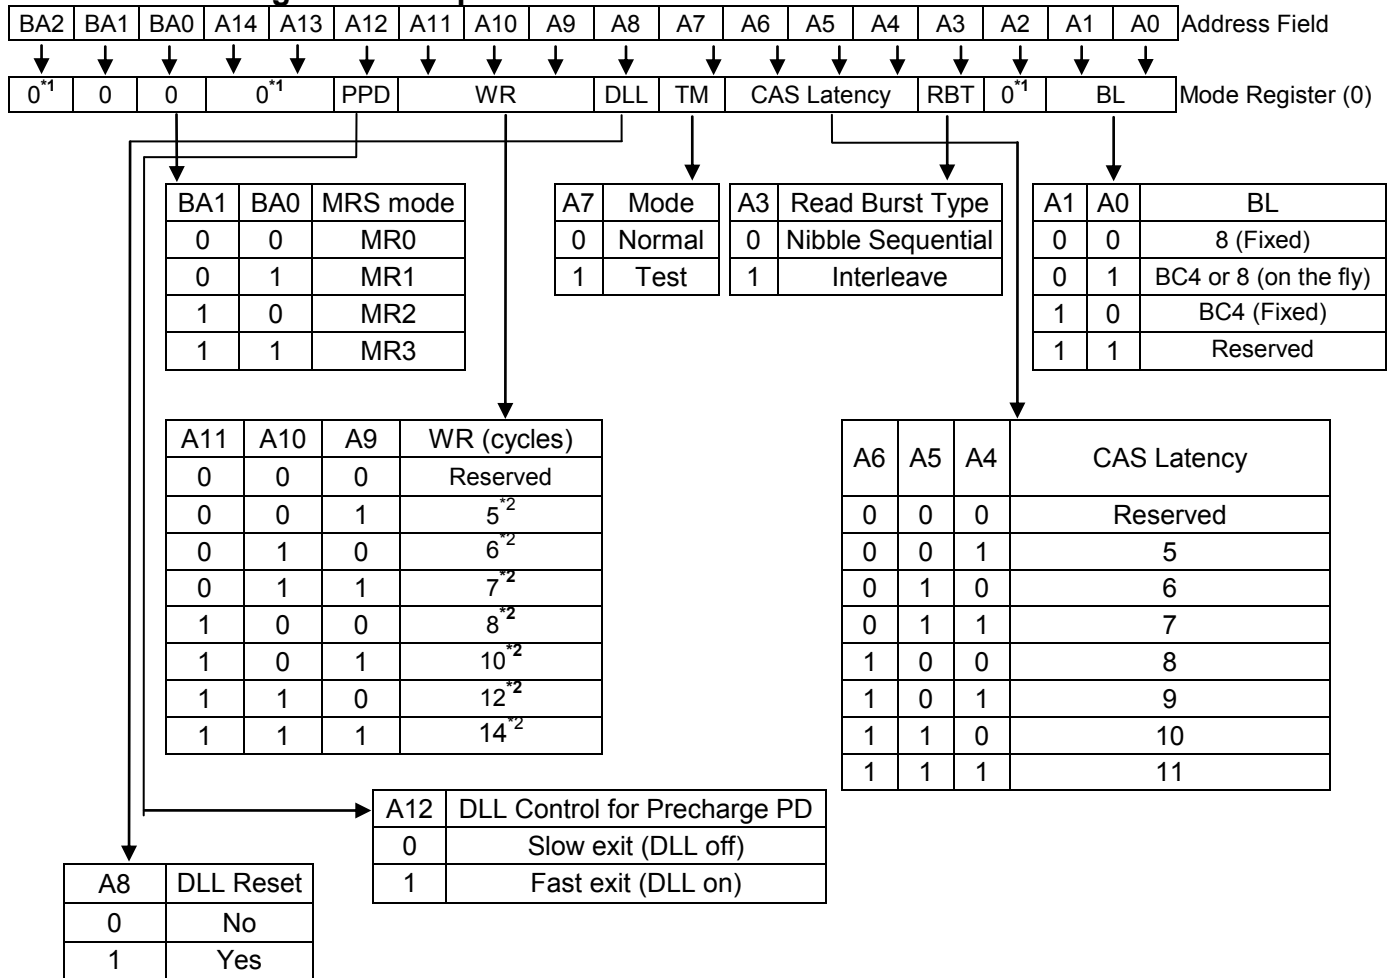 BA2 BA1 BA0 A14 A13 A12 A11 A10 A9 A8 A7 A6 A5 A4 A3 A2 A1 A0 Address Field
0*1 0 0 0*1 PPD WR DLL TM CAS Latency RBT 0*1 BL Mode Register (0)
BA1 BA0 MRS mode
0 0 MR0
0 1 MR1
1 0 MR2
1 1 MR3
A7 Mode
0 Normal
1 Test
A3 Read Burst Type
0 Nibble Sequential
1 Interleave
A1 A0 BL
0 0 8 (Fixed)
0 1 BC4 or 8 (on the fly)
1 0 BC4 (Fixed)
1 1 Reserved
A11 A10 A9 WR (cycles)
0 0 0 Reserved
0 0 1 5*2
0 1 0 6*2
0 1 1 7*2
1 0 0 8*2
1 0 1 10*2
1 1 0 12*2
1 1 1 14*2
A6 A5 A4 CAS Latency
0 0 0 Reserved
0 0 1 5
0 1 0 6
0 1 1 7
1 0 0 8
1 0 1 9
1 1 0 10
1 1 1 11
A12 DLL Control for Precharge PD
0 Slow exit (DLL off)
1 Fast exit (DLL on)
A8 DLL Reset
0 No
1 Yes